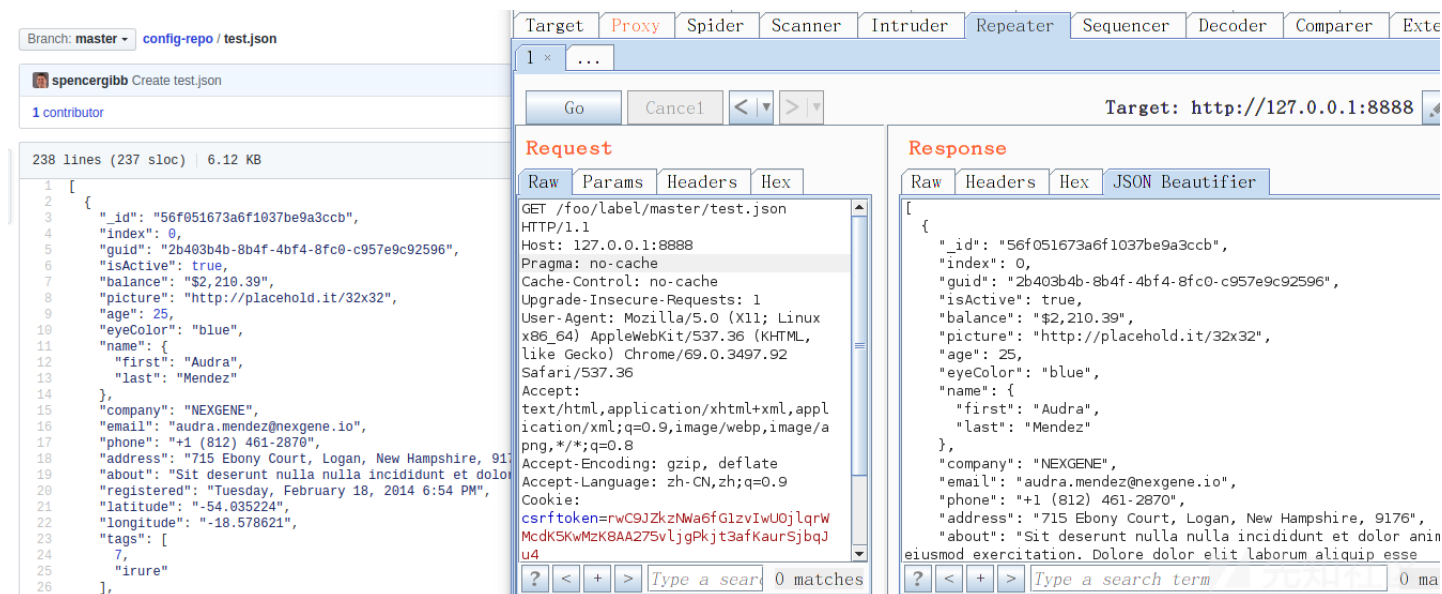 Branch: master
config-repo / test.json
spencergibb Create test.json
1 contributor
238 lines (237 sloc) 6.12 KB
1 [
2 {
3 "_id": "56f051673a6f1037be9a3ccb",
4 "index": 0,
5 "guid": "2b403b4b-8b4f-4bf4-8fc0-c957e9c92596",
6 "isActive": true,
7 "balance": "$2,210.39",
8 "picture": "http://placehold.it/32x32",
9 "age": 25,
10 "eyeColor": "blue",
11 "name": {
12 "first": "Audra",
13 "last": "Mendez"
14 },
15 "company": "NEXGENE",
16 "email": "audra.mendez@nexgene.io",
17 "phone": "+1 (812) 461-2870",
18 "address": "715 Ebony Court, Logan, New Hampshire, 917
19 "about": "Sit deserunt nulla nulla incididunt et dolor
20 "registered": "Tuesday, February 18, 2014 6:54 PM",
21 "latitude": "-54.035224",
22 "longitude": "-18.578621",
23 "tags": [
24 7,
25 "irure"
26 ],
Target Proxy Spider Scanner Intruder Repeater Sequencer Decoder Comparer Exte
1 × ...
Go Cancel < > Target: http://127.0.0.1:8888
Request
Raw Params Headers Hex
GET /foo/label/master/test.json
HTTP/1.1
Host: 127.0.0.1:8888
Pragma: no-cache
Cache-Control: no-cache
Upgrade-Insecure-Requests: 1
User-Agent: Mozilla/5.0 (X11; Linux
x86_64) AppleWebKit/537.36 (KHTML,
like Gecko) Chrome/69.0.3497.92
Safari/537.36
Accept:
text/html,application/xhtml+xml,appl
ication/xml;q=0.9,image/webp,image/a
png,*/*;q=0.8
Accept-Encoding: gzip, deflate
Accept-Language: zh-CN,zh;q=0.9
Cookie:
csrftoken=rwC9JZkzNWa6fG1zvIwU0jlqrW
McdK5KwMzK8AA275vljgPkjt3afKaurSjbqJ
u4
? < + > Type a sear 0 matches
Response
Raw Headers Hex JSON Beautifier
[
{
"_id": "56f051673a6f1037be9a3ccb",
"index": 0,
"guid": "2b403b4b-8b4f-4bf4-8fc0-c957e9c92596",
"isActive": true,
"balance": "$2,210.39",
"picture": "http://placehold.it/32x32",
"age": 25,
"eyeColor": "blue",
"name": {
"first": "Audra",
"last": "Mendez"
},
"company": "NEXGENE",
"email": "audra.mendez@nexgene.io",
"phone": "+1 (812) 461-2870",
"address": "715 Ebony Court, Logan, New Hampshire, 9176",
"about": "Sit deserunt nulla nulla incididunt et dolor anim
eiusmod exercitation. Dolore dolor elit laborum aliquip esse
? < + > Type a search term 0 ma
先知社区